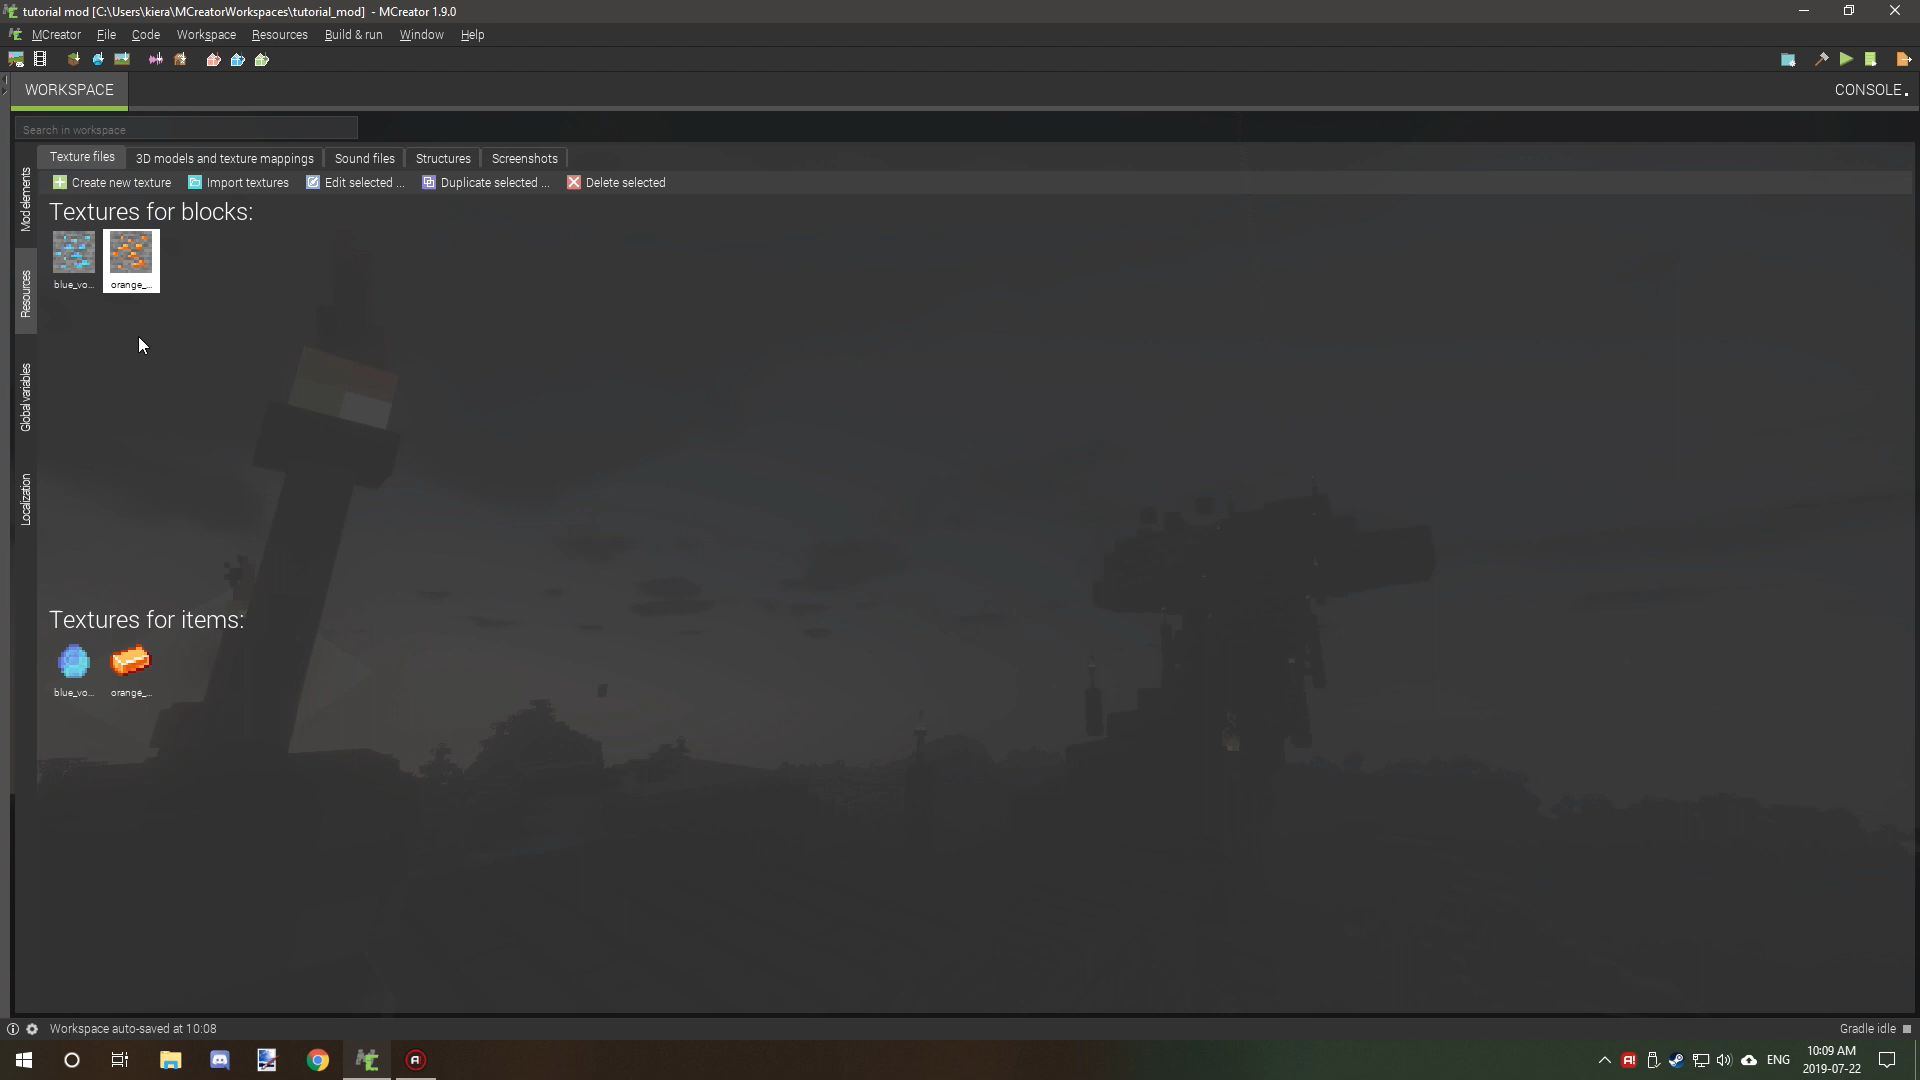 tutorial mod [C:\Users\kiera\MCreatorWorkspaces\tutorial_mod]  - MCreator 1.9.0
MCreator File Code Workspace Resources Build & run Window Help
WORKSPACE CONSOLE.
Search in workspace
Texture files 3D models and texture mappings Sound files Structures Screenshots
Create new texture Import textures Edit selected ... Duplicate selected ... Delete selected
Mod elements
Resources
Global variables
Localization
Textures for blocks:
blue_vo... orange_...
Textures for items:
blue_vo... orange_...
Workspace auto-saved at 10:08 Gradle idle
ENG 10:09 AM
2019-07-22